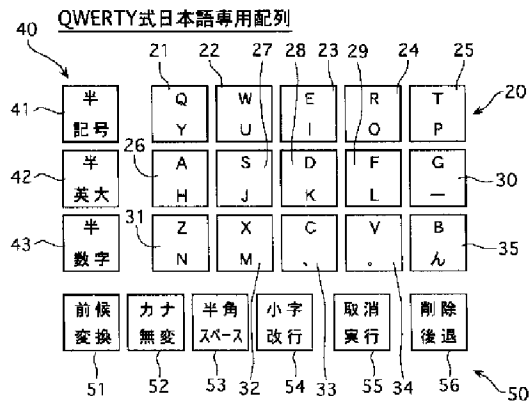 QWERTY式日本語専用配列
40 21 22 27 28 23 29 24 25
41 半 Q W E R T 20
記号 Y U I O P
26
42 半 A S D F G 30
英大 H J K L ー
31
43 半 Z X C V B 35
数字 N M 、 。 ん
前候 カナ 半角 小字 取消 削除
変換 無変 スペース 改行 実行 後退
51 52 53 32 54 33 55 34 56 50